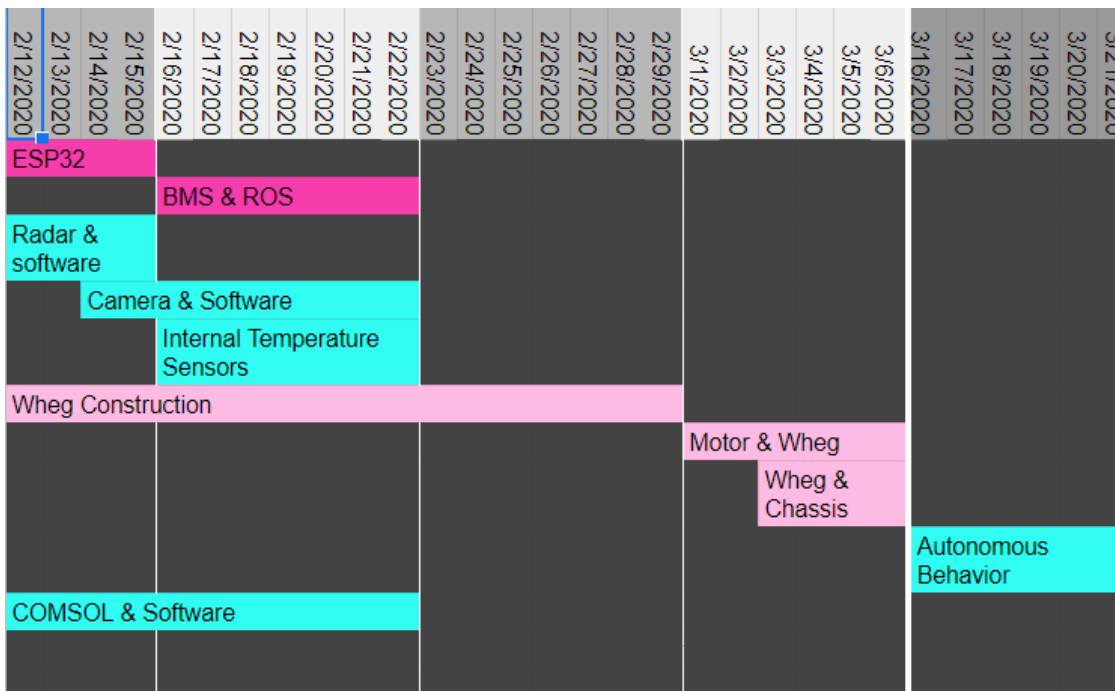 2/12/2020
2/13/2020
2/14/2020
2/15/2020
2/16/2020
2/17/2020
2/18/2020
2/19/2020
2/20/2020
2/21/2020
2/22/2020
2/23/2020
2/24/2020
2/25/2020
2/26/2020
2/27/2020
2/28/2020
2/29/2020
3/1/2020
3/2/2020
3/3/2020
3/4/2020
3/5/2020
3/6/2020
3/16/2020
3/17/2020
3/18/2020
3/19/2020
3/20/2020
3/21/2020
ESP32
BMS & ROS
Radar &
software
Camera & Software
Internal Temperature
Sensors
Wheg Construction
Motor & Wheg
Wheg &
Chassis
Autonomous
Behavior
COMSOL & Software